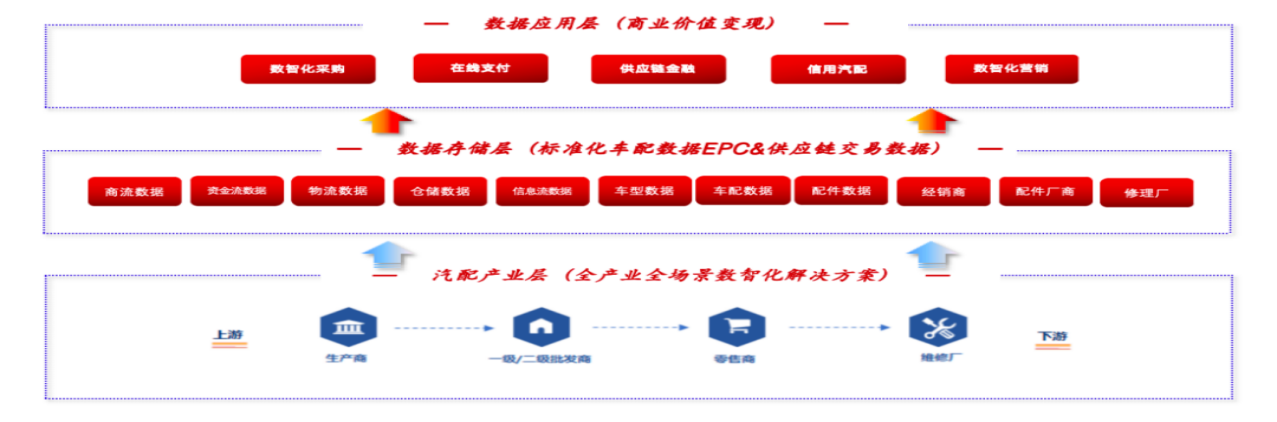 数据应用层（商业价值变现）
数智化采购 在线支付 供应链金融 信用汽配 数智化营销
数据存储层（标准化车配数据EPC&供应链交易数据）
商流数据 资金流数据 物流数据 仓储数据 信息流数据 车型数据 车配数据 配件数据 经销商 配件厂商 修理厂
汽配产业层（全产业全场景数智化解决方案）
上游 下游
生产商 一级/二级批发商 零售商 维修厂